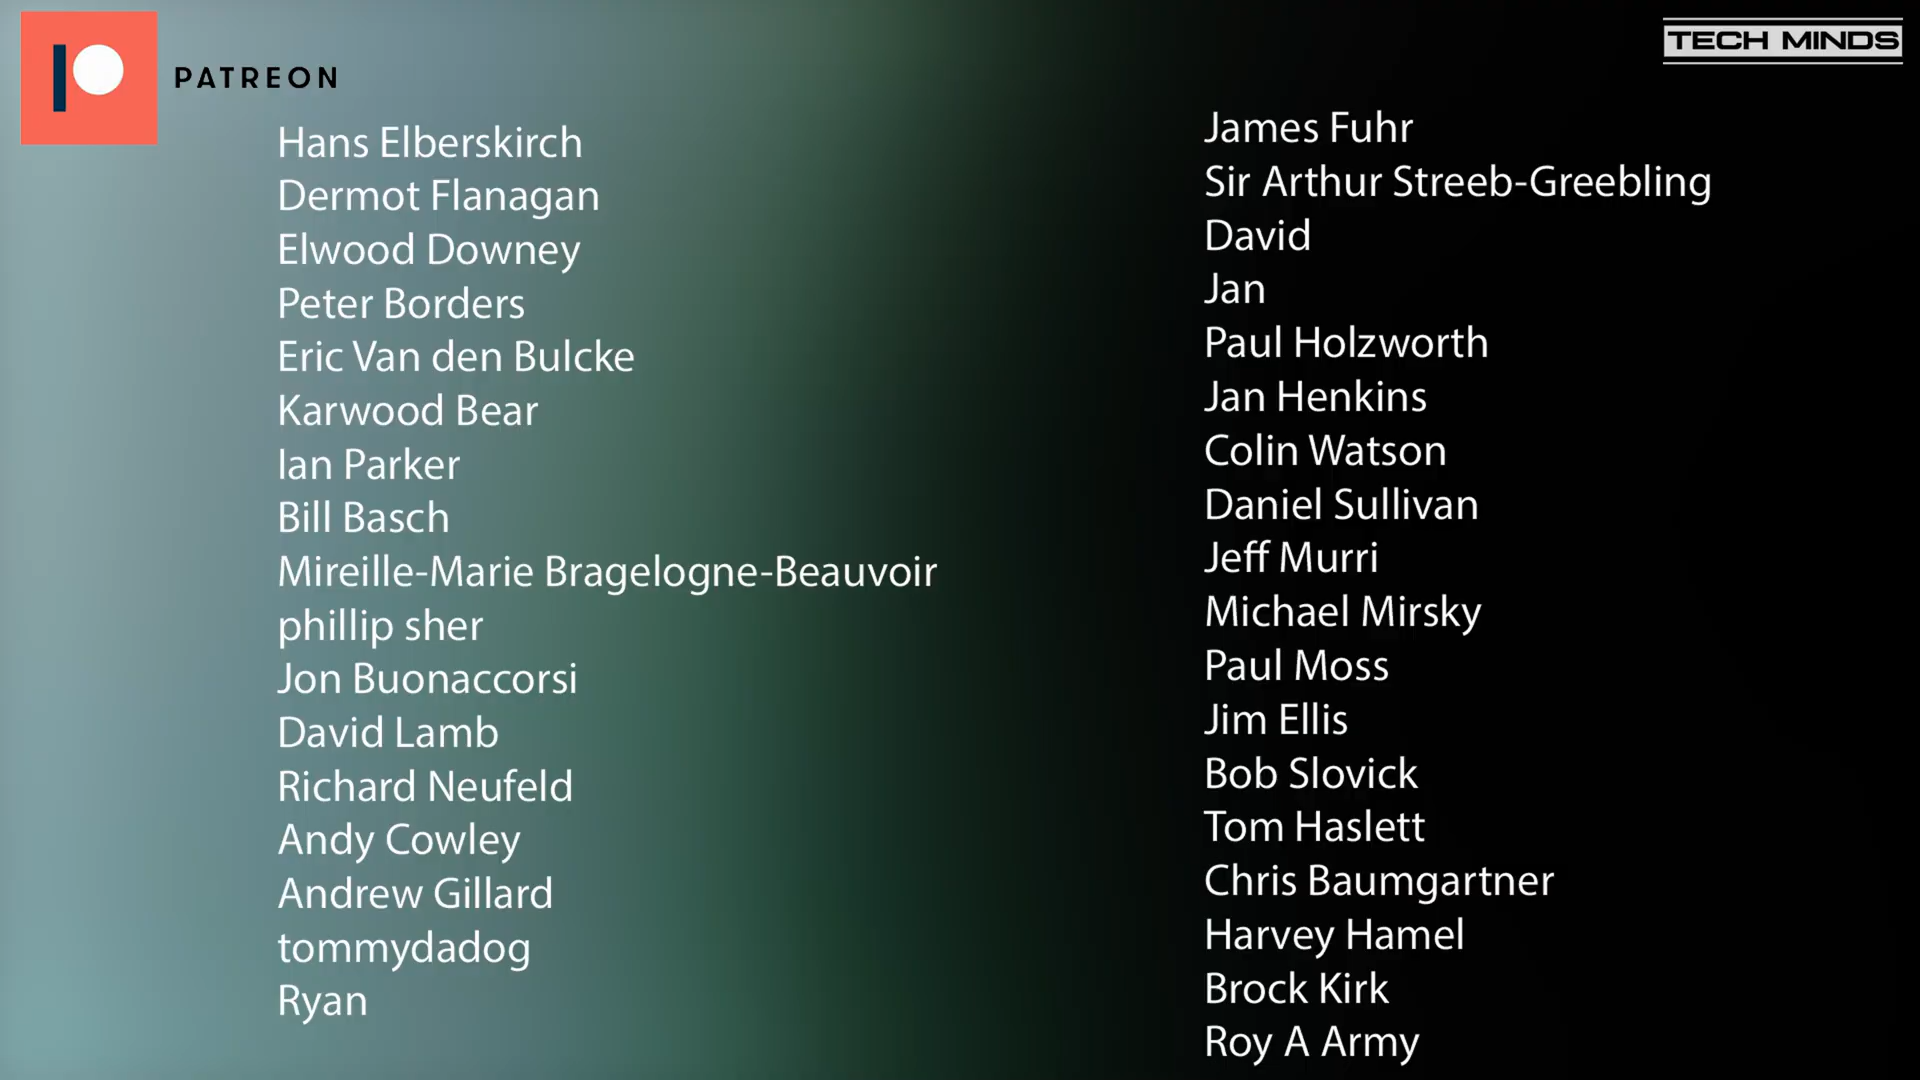 PATREON
TECH MINDS
Hans Elberskirch
Dermot Flanagan
Elwood Downey
Peter Borders
Eric Van den Bulcke
Karwood Bear
Ian Parker
Bill Basch
Mireille-Marie Bragelogne-Beauvoir
phillip sher
Jon Buonaccorsi
David Lamb
Richard Neufeld
Andy Cowley
Andrew Gillard
tommydadog
Ryan
James Fuhr
Sir Arthur Streeb-Greebling
David
Jan
Paul Holzworth
Jan Henkins
Colin Watson
Daniel Sullivan
Jeff Murri
Michael Mirsky
Paul Moss
Jim Ellis
Bob Slovick
Tom Haslett
Chris Baumgartner
Harvey Hamel
Brock Kirk
Roy A Army